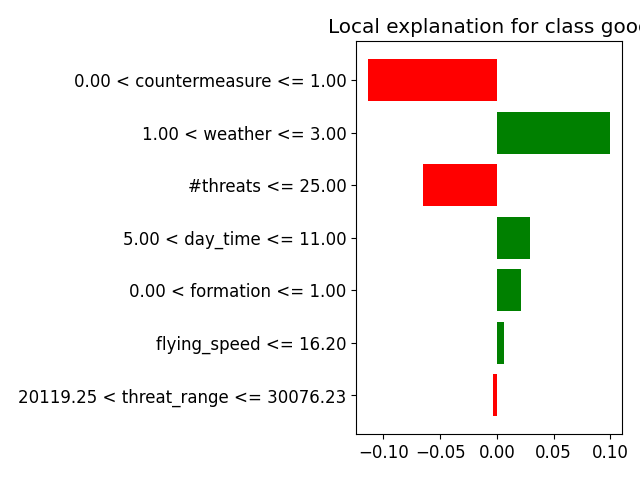 Local explanation for class good
0.00 < countermeasure <= 1.00
1.00 < weather <= 3.00
#threats <= 25.00
5.00 < day_time <= 11.00
0.00 < formation <= 1.00
flying_speed <= 16.20
20119.25 < threat_range <= 30076.23
−0.10 −0.05 0.00 0.05 0.10